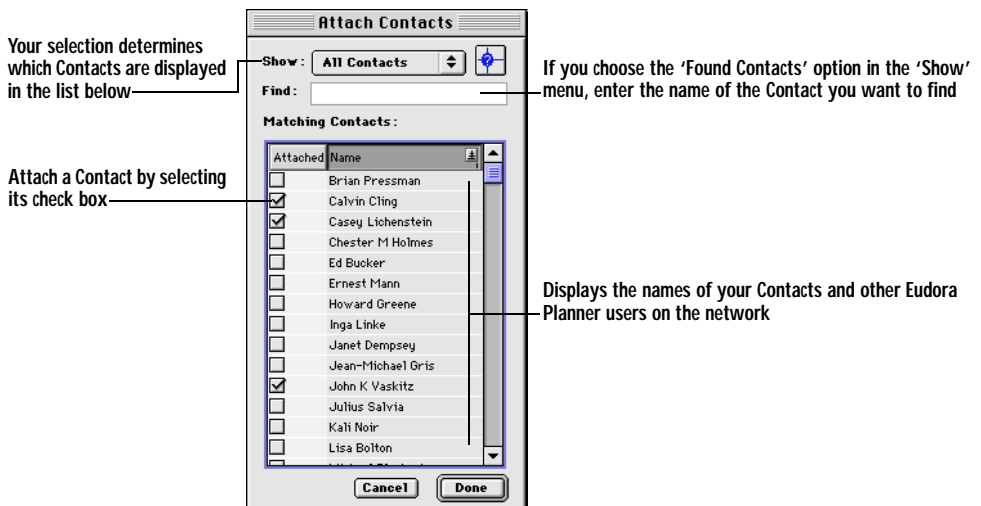 Attach Contacts
Your selection determines
which Contacts are displayed
in the list below
Show: All Contacts
If you choose the 'Found Contacts' option in the 'Show'
menu, enter the name of the Contact you want to find
Find:
Matching Contacts:
Attached Name
Attach a Contact by selecting
its check box
Brian Pressman
Calvin Cling
Casey Lichenstein
Chester M Holmes
Ed Bucker
Ernest Mann
Howard Greene
Displays the names of your Contacts and other Eudora
Planner users on the network
Inga Linke
Janet Dempsey
Jean-Michael Gris
John K Vaskitz
Julius Salvia
Kali Noir
Lisa Bolton
Cancel Done